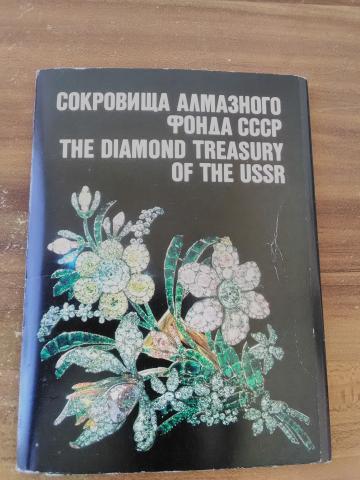 СОКРОВИЩА АЛМАЗНОГО
ФОНДА СССР
THE DIAMOND TREASURY
OF THE USSR